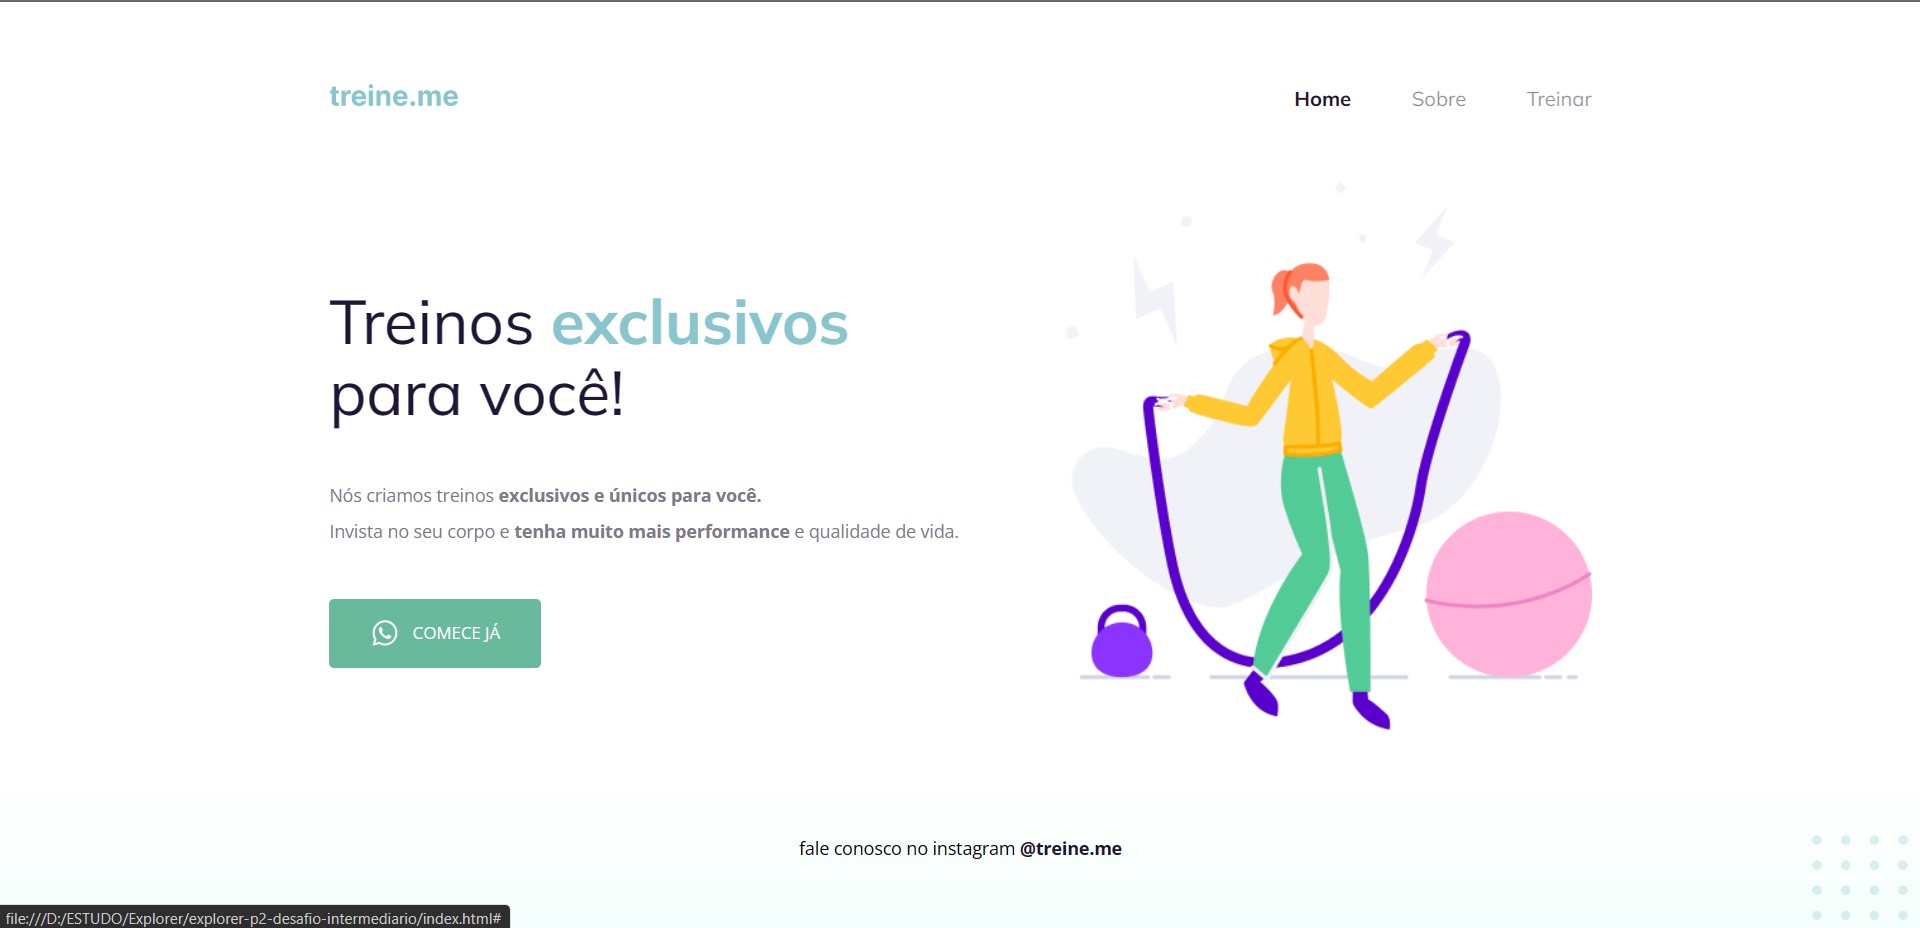 treine.me
Home Sobre Treinar
Treinos exclusivos
para você!
Nós criamos treinos exclusivos e únicos para você.
Invista no seu corpo e tenha muito mais performance e qualidade de vida.
COMECE JÁ
fale conosco no instagram @treine.me
file:///D:/ESTUDO/Explorer/explorer-p2-desafio-intermediario/index.html#